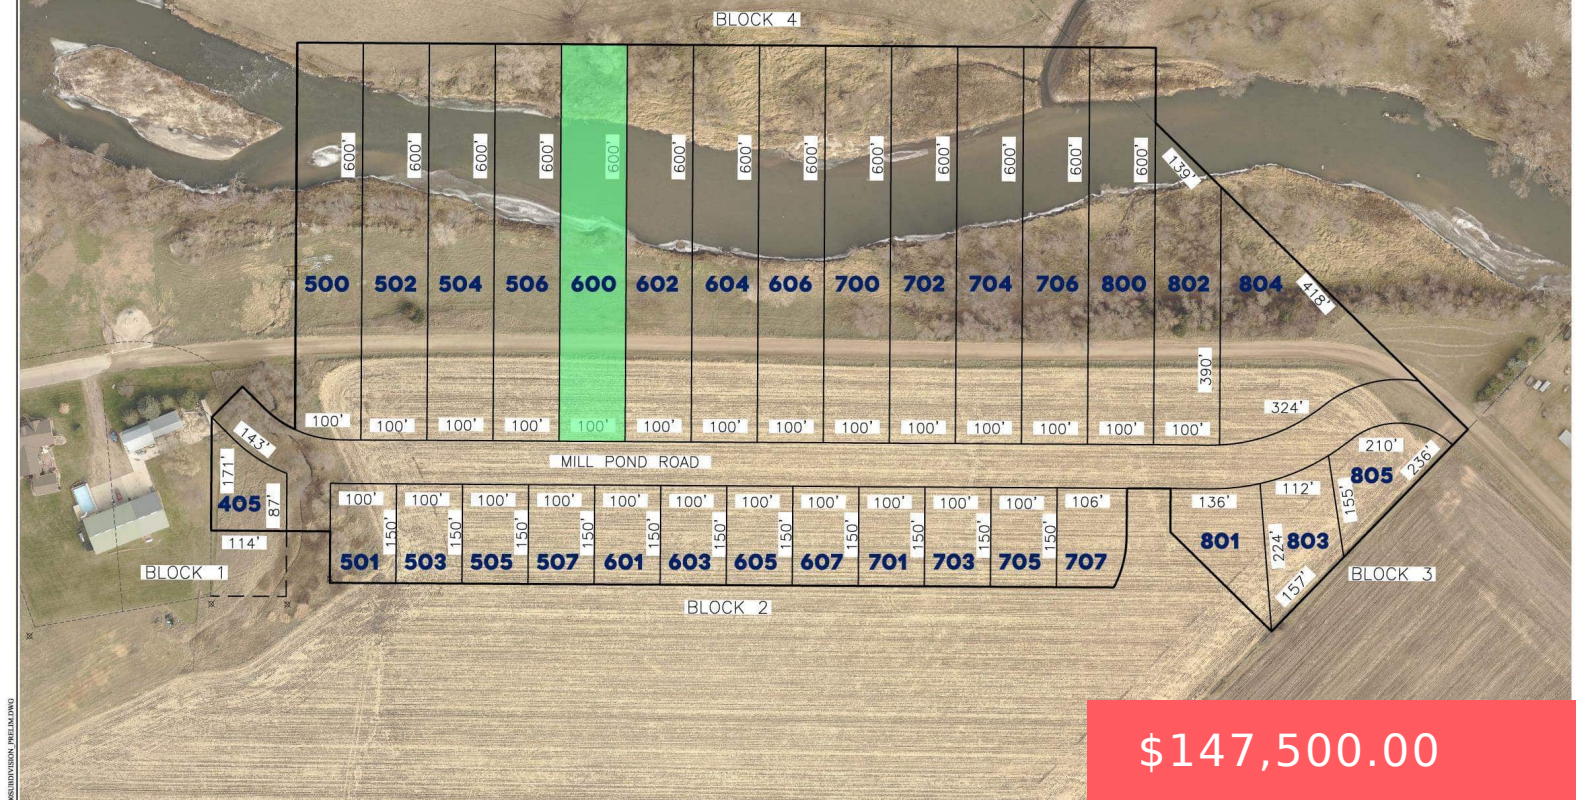 BLOCK 4
600' 600' 600' 600' 600' 600' 600' 600' 600' 600' 600' 600' 600' 139'
500 502 504 506 600 602 604 606 700 702 704 706 800 802 804 418'
390'
324'
100' 100' 100' 100' 100' 100' 100' 100' 100' 100' 100' 100' 100' 100'
MILL POND ROAD
143'
171'
405 87'
114'
BLOCK 1
100' 100' 100' 100' 100' 100' 100' 100' 100' 100' 100' 106'
150' 150' 150' 150' 150' 150' 150' 150' 150' 150' 150'
501 503 505 507 601 603 605 607 701 703 705 707
BLOCK 2
210' 236'
136' 112' 155' 805
801 224' 803
157'
BLOCK 3
SUBDIVISION_PRELIM.DWG
$147,500.00